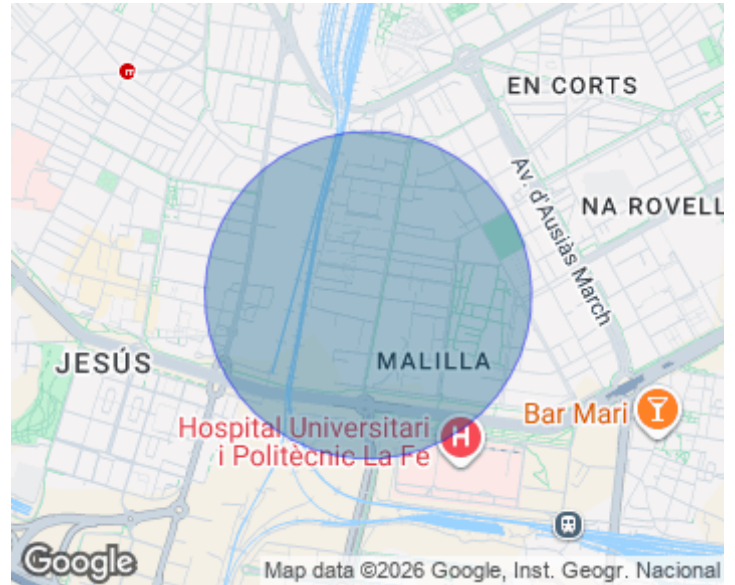 EN CORTS
Av. d'Ausiàs March
NA ROVELL
JESÚS
MALILLA
Bar Mari
Hospital Universitari
i Politècnic La Fe
H
Google
Map data ©2026 Google, Inst. Geogr. Nacional